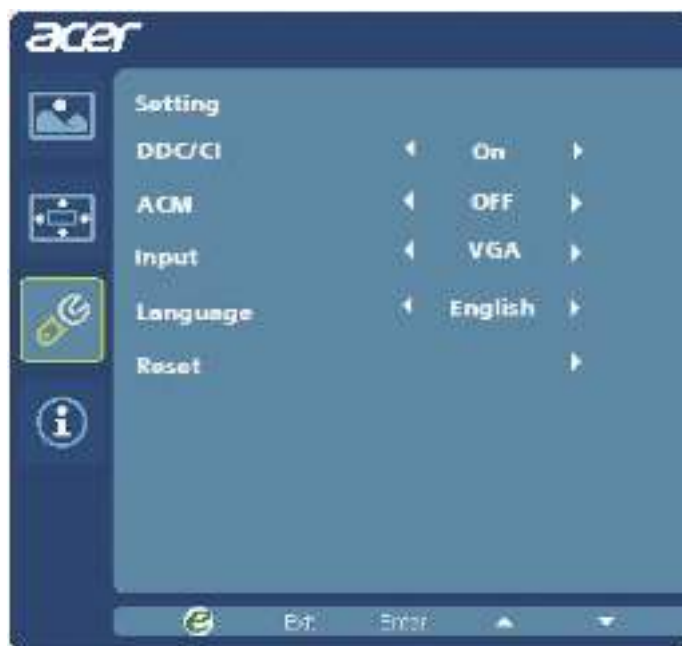 acer
Setting
DDC/CI On
ACM OFF
Input VGA
Language English
Reset
e Exit Enter